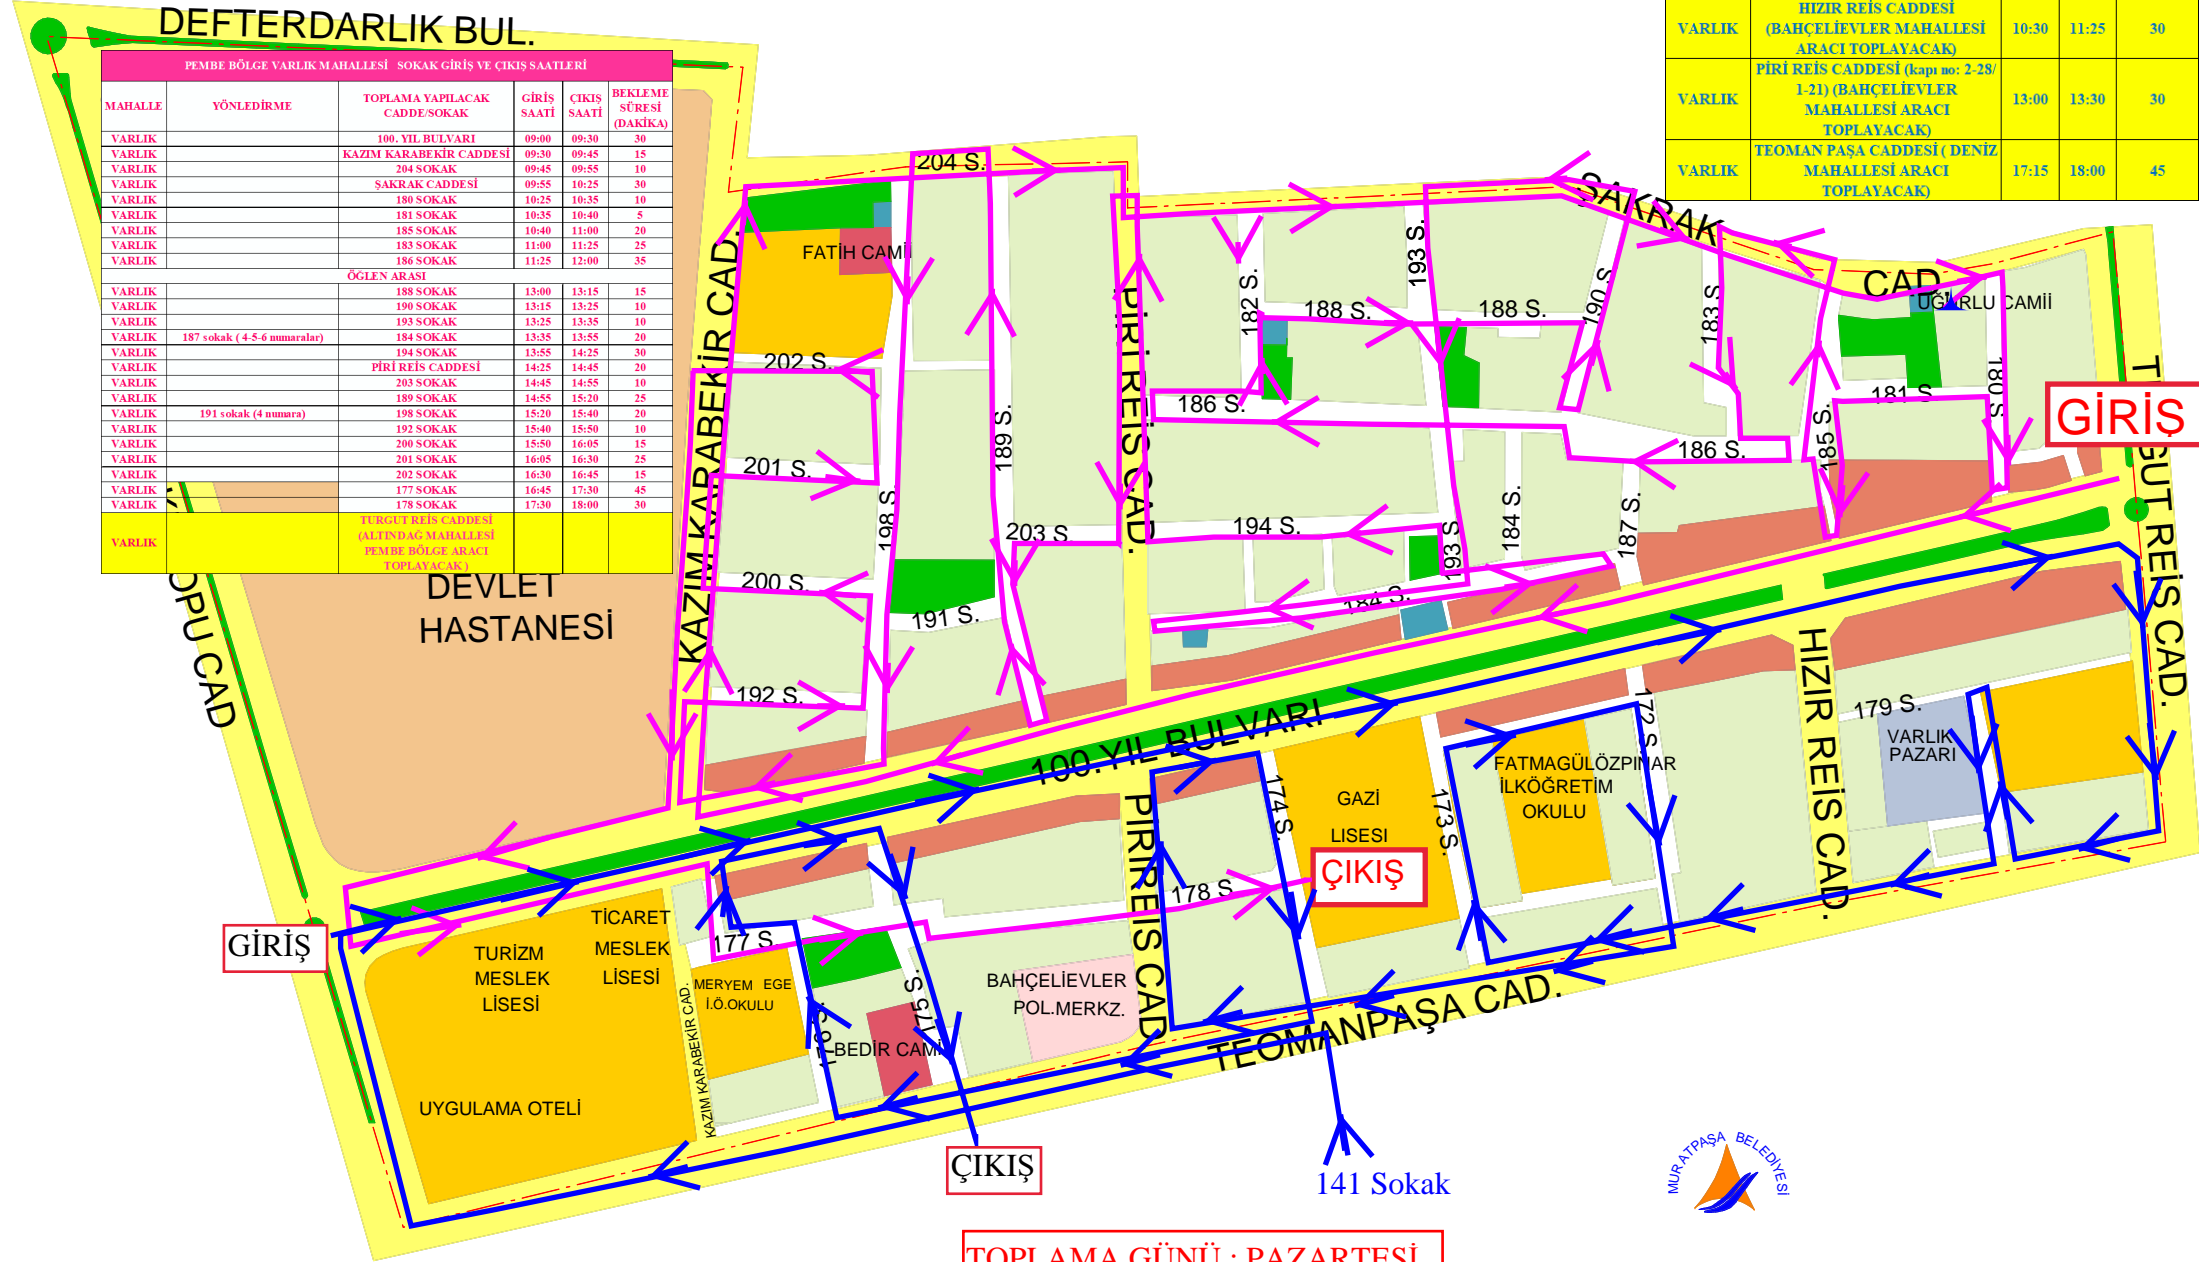 DEFTERDARLIK BUL.
PEMBE BÖLGE VARLIK MAHALLESİ SOKAK GİRİŞ VE ÇIKIŞ SAATLERİ
MAHALLE YÖNLEDİRME TOPLAMA YAPILACAK CADDE/SOKAK GİRİŞ SAATİ ÇIKIŞ SAATİ BEKLEME SÜRESİ (DAKİKA)
VARLIK 100. YIL BULVARI 09:00 09:30 30
VARLIK KAZIM KARABEKİR CADDESİ 09:30 09:45 15
VARLIK 204 SOKAK 09:45 09:55 10
VARLIK ŞAKRAK CADDESİ 09:55 10:25 30
VARLIK 180 SOKAK 10:25 10:35 10
VARLIK 181 SOKAK 10:35 10:40 5
VARLIK 185 SOKAK 10:40 11:00 20
VARLIK 183 SOKAK 11:00 11:25 25
VARLIK 186 SOKAK 11:25 12:00 35
ÖĞLEN ARASI
VARLIK 188 SOKAK 13:00 13:15 15
VARLIK 190 SOKAK 13:15 13:25 10
VARLIK 193 SOKAK 13:25 13:35 10
VARLIK 187 sokak ( 4-5-6 numaralar) 184 SOKAK 13:35 13:55 20
VARLIK 194 SOKAK 13:55 14:25 30
VARLIK PİRİ REİS CADDESİ 14:25 14:45 20
VARLIK 203 SOKAK 14:45 14:55 10
VARLIK 189 SOKAK 14:55 15:20 25
VARLIK 191 sokak (4 numara) 198 SOKAK 15:20 15:40 20
VARLIK 192 SOKAK 15:40 15:50 10
VARLIK 200 SOKAK 15:50 16:05 15
VARLIK 201 SOKAK 16:05 16:30 25
VARLIK 202 SOKAK 16:30 16:45 15
VARLIK 177 SOKAK 16:45 17:30 45
VARLIK 178 SOKAK 17:30 18:00 30
VARLIK TURGUT REİS CADDESİ
(ALTINDAĞ MAHALLESİ
PEMBE BÖLGE ARACI
TOPLAYACAK )
VARLIK HIZIR REİS CADDESİ 10:30 11:25 30
(BAHÇELİEVLER MAHALLESİ
ARACI TOPLAYACAK)
VARLIK PİRİ REİS CADDESİ (kapı no: 2-28/ 13:00 13:30 30
1-21) (BAHÇELİEVLER
MAHALLESİ ARACI
TOPLAYACAK)
VARLIK TEOMAN PAŞA CADDESİ ( DENİZ 17:15 18:00 45
MAHALLESİ ARACI
TOPLAYACAK)
204 S.
ŞAKRAK
CAD.
FATİH CAMİİ
UĞURLU CAMİİ
KAZIM KARABEKİR CAD.
PİRİ REİS CAD.
182 S.
193 S.
190 S.
183 S.
188 S.
188 S.
180 S.
181 S.
185 S.
202 S.
186 S.
186 S.
GİRİŞ
TURGUT REİS CAD.
201 S.
189 S.
198 S.
203 S.
194 S.
193 S.
184 S.
187 S.
200 S.
191 S.
184 S.
192 S.
DEVLET
HASTANESİ
OPU CAD
100.YIL BULVARI
HIZIR REİS CAD.
172 S.
179 S.
VARLIK
PAZARI
FATMAGÜLÖZPINAR
İLKÖĞRETİM
OKULU
GAZİ
LISESI
174 S.
173 S.
ÇIKIŞ
178 S.
PİRİREİS CAD
GİRİŞ
TİCARET
MESLEK
LİSESİ
TURİZM
MESLEK
LİSESİ
177 S.
MERYEM EGE
İ.Ö.OKULU
KAZIM KARABEKİR CAD.
176 S.
175 S.
BEDİR CAMİ
BAHÇELİEVLER
POL.MERKZ.
TEOMANPAŞA CAD.
UYGULAMA OTELİ
ÇIKIŞ
141 Sokak
MURATPAŞA BELEDİYESİ
TOPLAMA GÜNÜ : PAZARTESİ